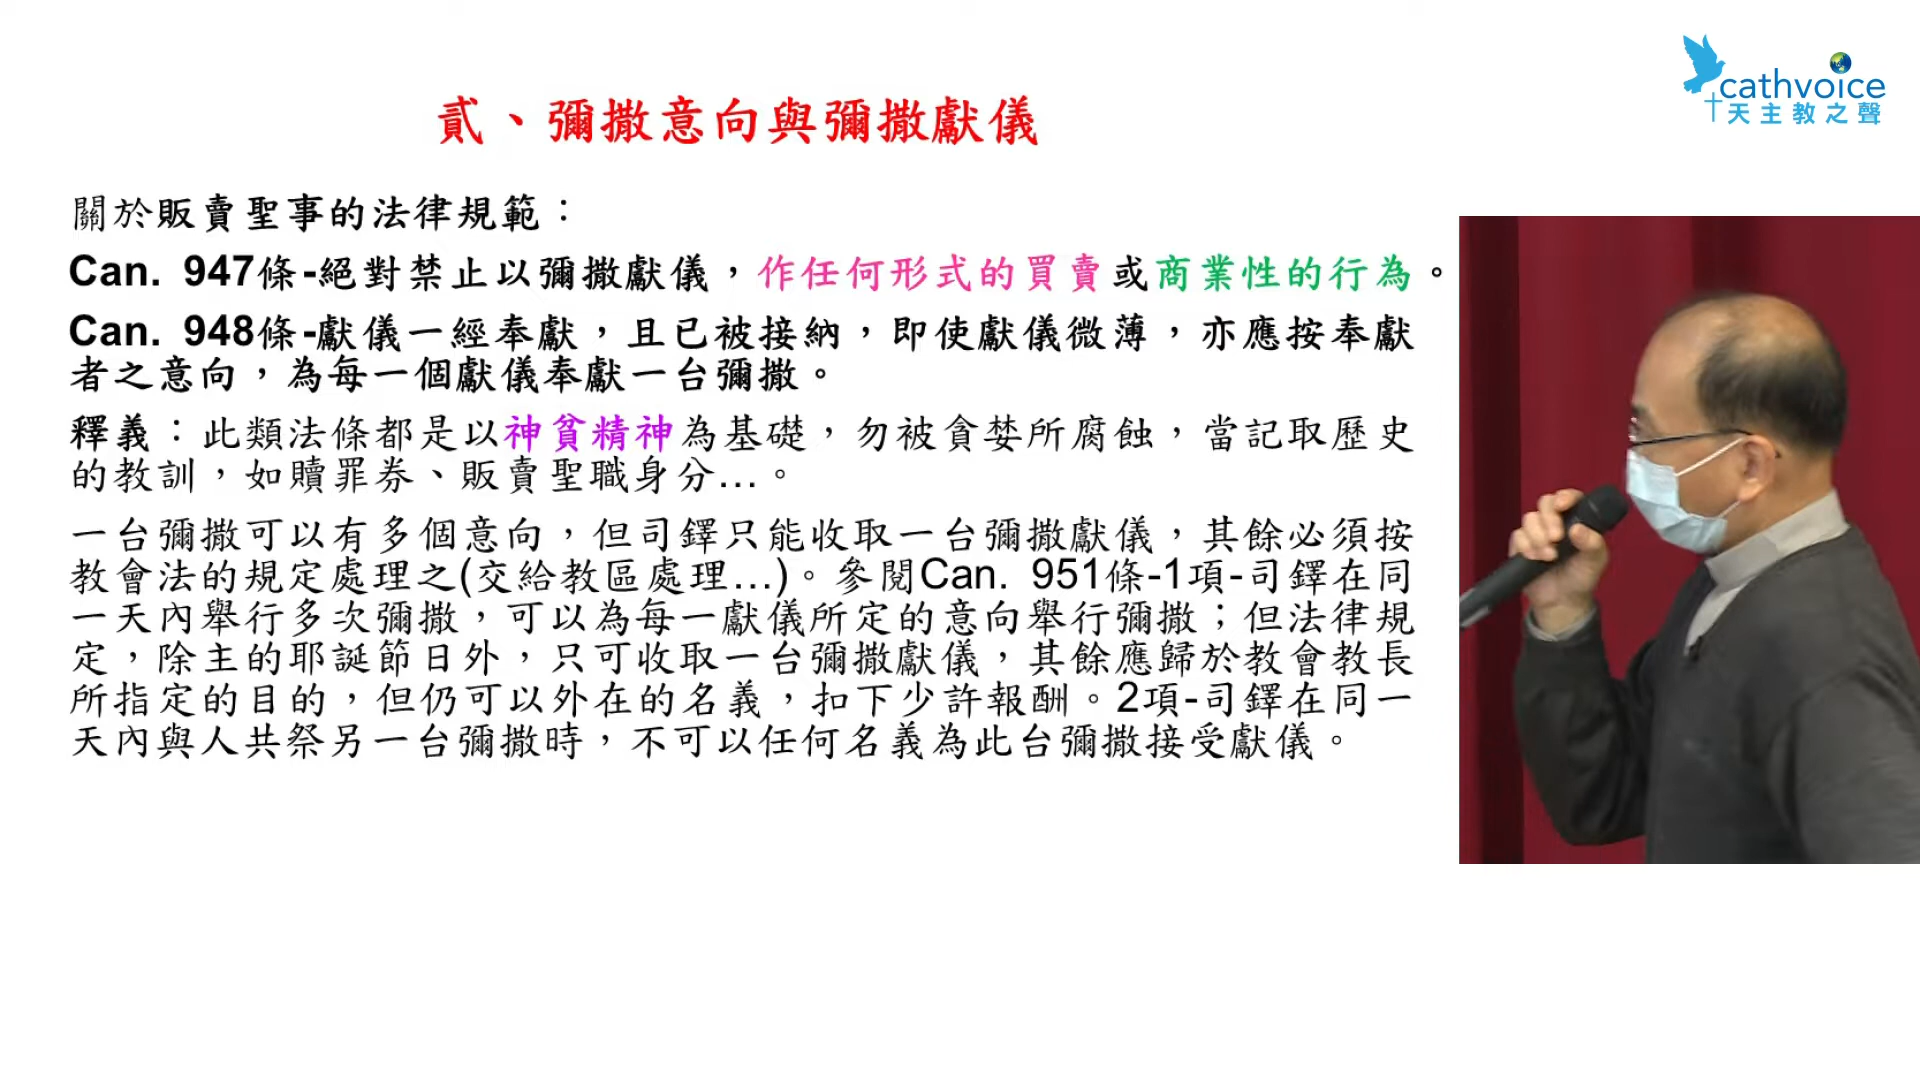 cathvoice
天主教之聲
貳、彌撒意向與彌撒獻儀
關於販賣聖事的法律規範：
Can. 947條-絕對禁止以彌撒獻儀，作任何形式的買賣或商業性的行為。
Can. 948條-獻儀一經奉獻，且已被接納，即使獻儀微薄，亦應按奉獻
者之意向，為每一個獻儀奉獻一台彌撒。
釋義：此類法條都是以神貧精神為基礎，勿被貪婪所腐蝕，當記取歷史
的教訓，如贖罪券、販賣聖職身分...。
一台彌撒可以有多個意向，但司鐸只能收取一台彌撒獻儀，其餘必須按
教會法的規定處理之(交給教區處理...)。參閱Can. 951條-1項-司鐸在同
一天內舉行多次彌撒，可以為每一獻儀所定的意向舉行彌撒；但法律規
定，除主的耶誕節日外，只可收取一台彌撒獻儀，其餘應歸於教會教長
所指定的目的，但仍可以外在的名義，扣下少許報酬。2項-司鐸在同一
天內與人共祭另一台彌撒時，不可以任何名義為此台彌撒接受獻儀。